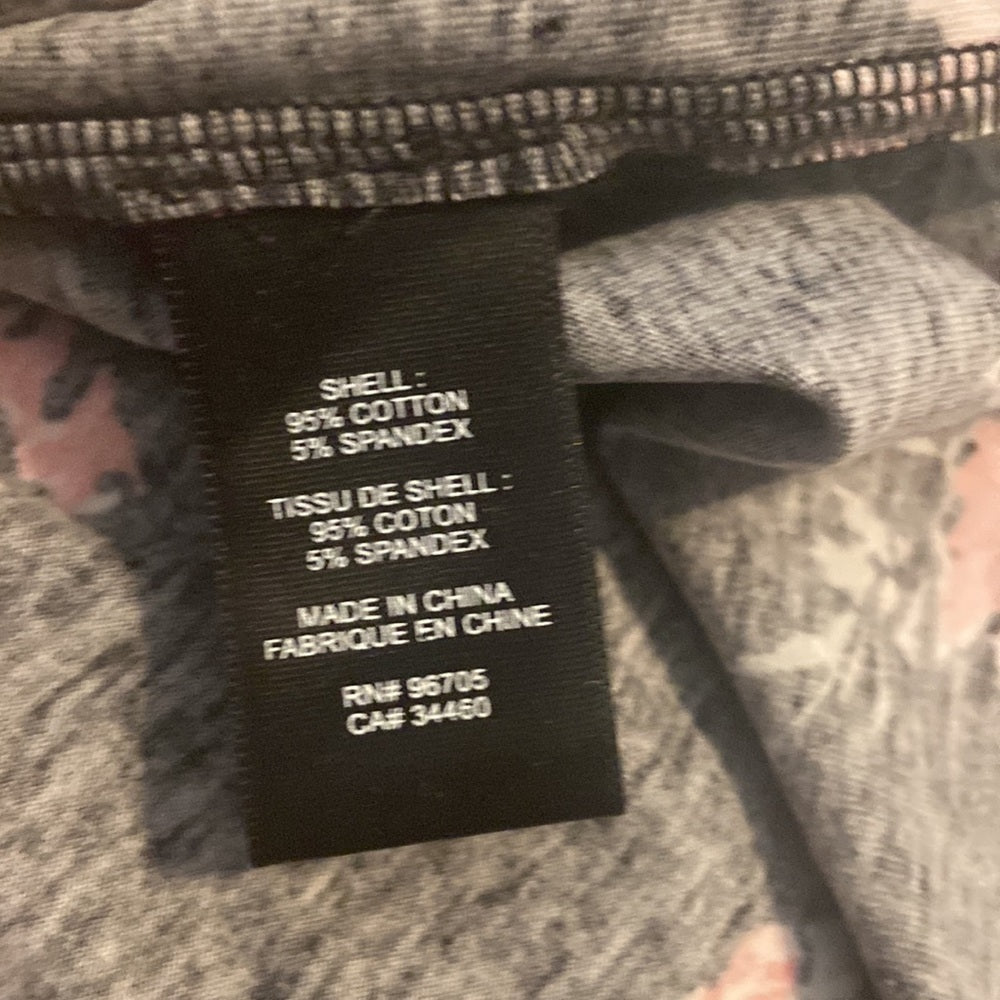 SHELL :
95% COTTON
5% SPANDEX
TISSU DE SHELL :
95% COTON
5% SPANDEX
MADE IN CHINA
FABRIQUE EN CHINE
RN# 96705
CA# 34460